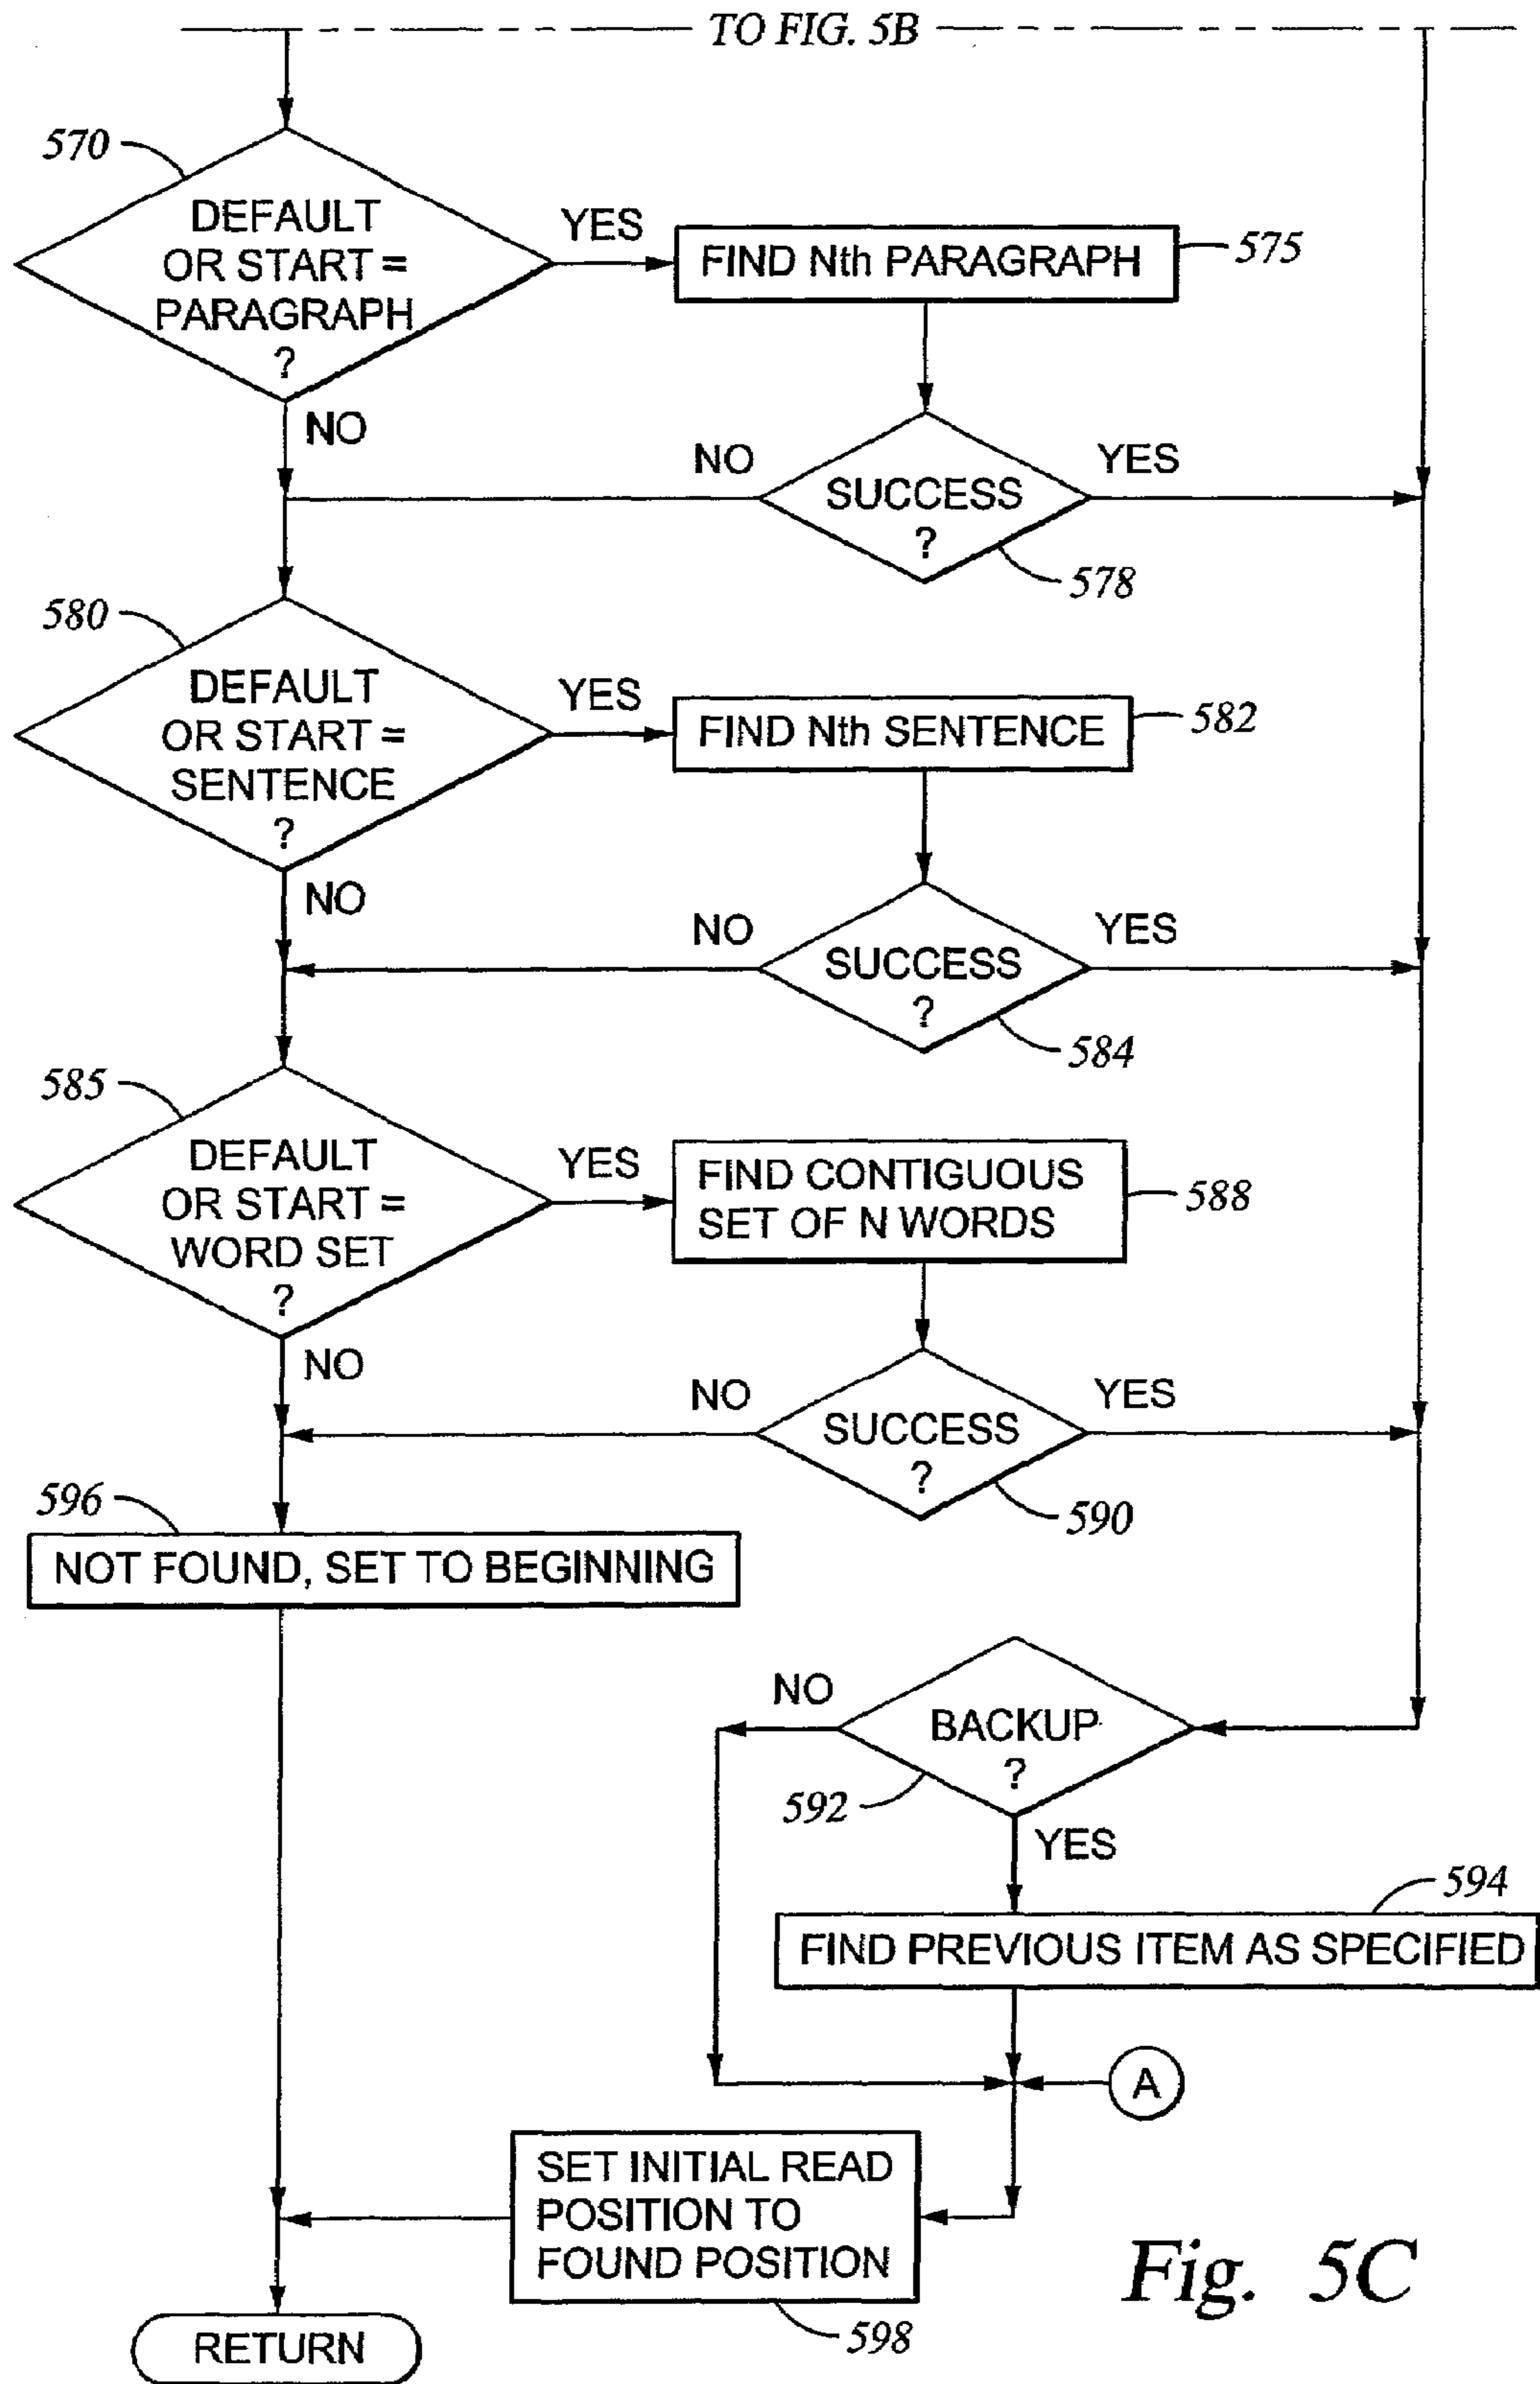 TO FIG. 5B
570
DEFAULT
OR START =
PARAGRAPH
?
YES
FIND Nth PARAGRAPH
575
NO
NO
SUCCESS
?
YES
578
580
DEFAULT
OR START =
SENTENCE
?
YES
FIND Nth SENTENCE
582
NO
NO
SUCCESS
?
YES
584
585
DEFAULT
OR START =
WORD SET
?
YES
FIND CONTIGUOUS
SET OF N WORDS
588
NO
NO
SUCCESS
?
YES
590
596
NOT FOUND, SET TO BEGINNING
NO
BACKUP
?
592
YES
594
FIND PREVIOUS ITEM AS SPECIFIED
A
SET INITIAL READ
POSITION TO
FOUND POSITION
598
RETURN
Fig. 5C